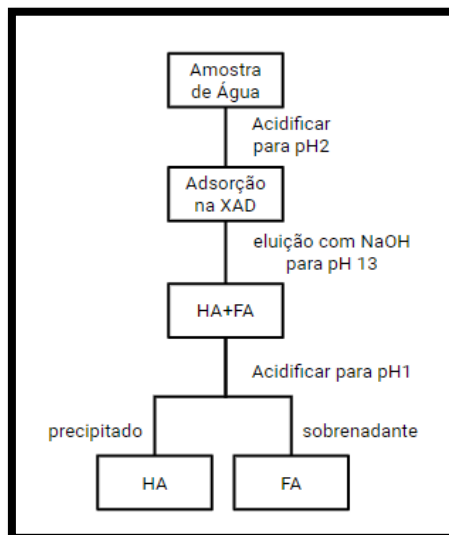 Amostra
de Água
Acidificar
para pH2
Adsorção
na XAD
eluição com NaOH
para pH 13
HA+FA
Acidificar para pH1
precipitado
sobrenadante
HA
FA